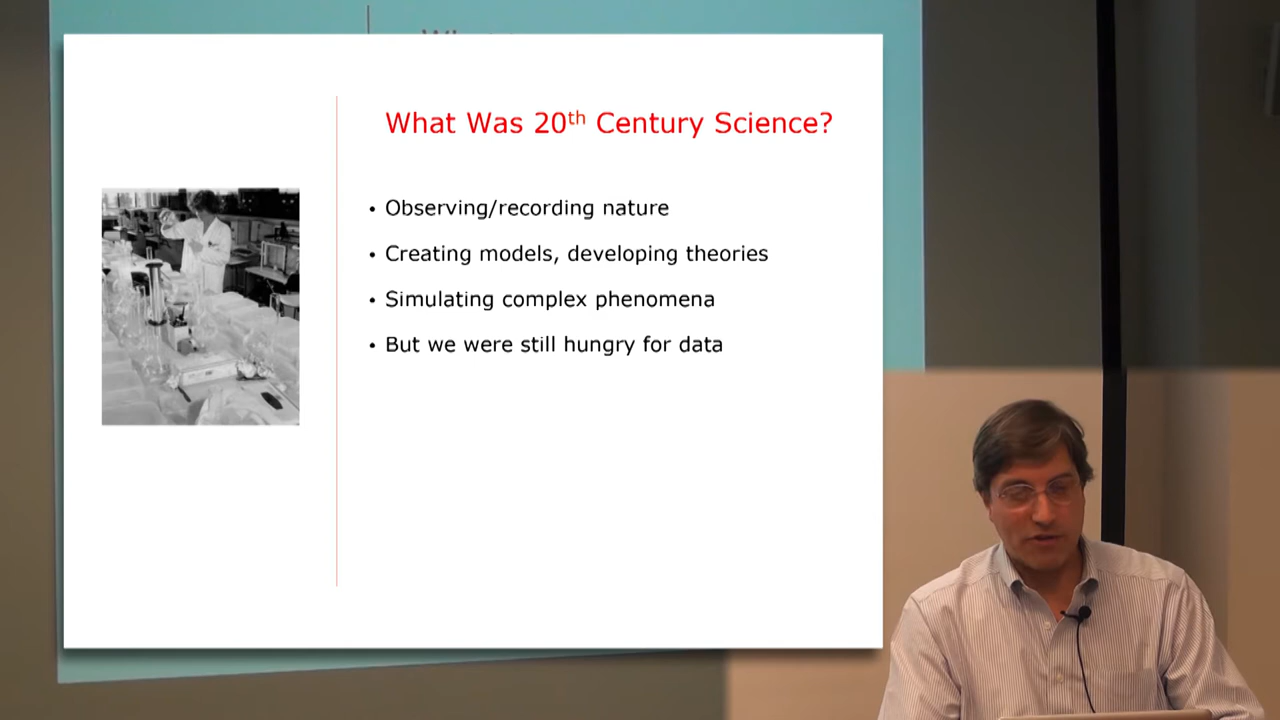 What Was 20th Century Science?
• Observing/recording nature
• Creating models, developing theories
• Simulating complex phenomena
• But we were still hungry for data